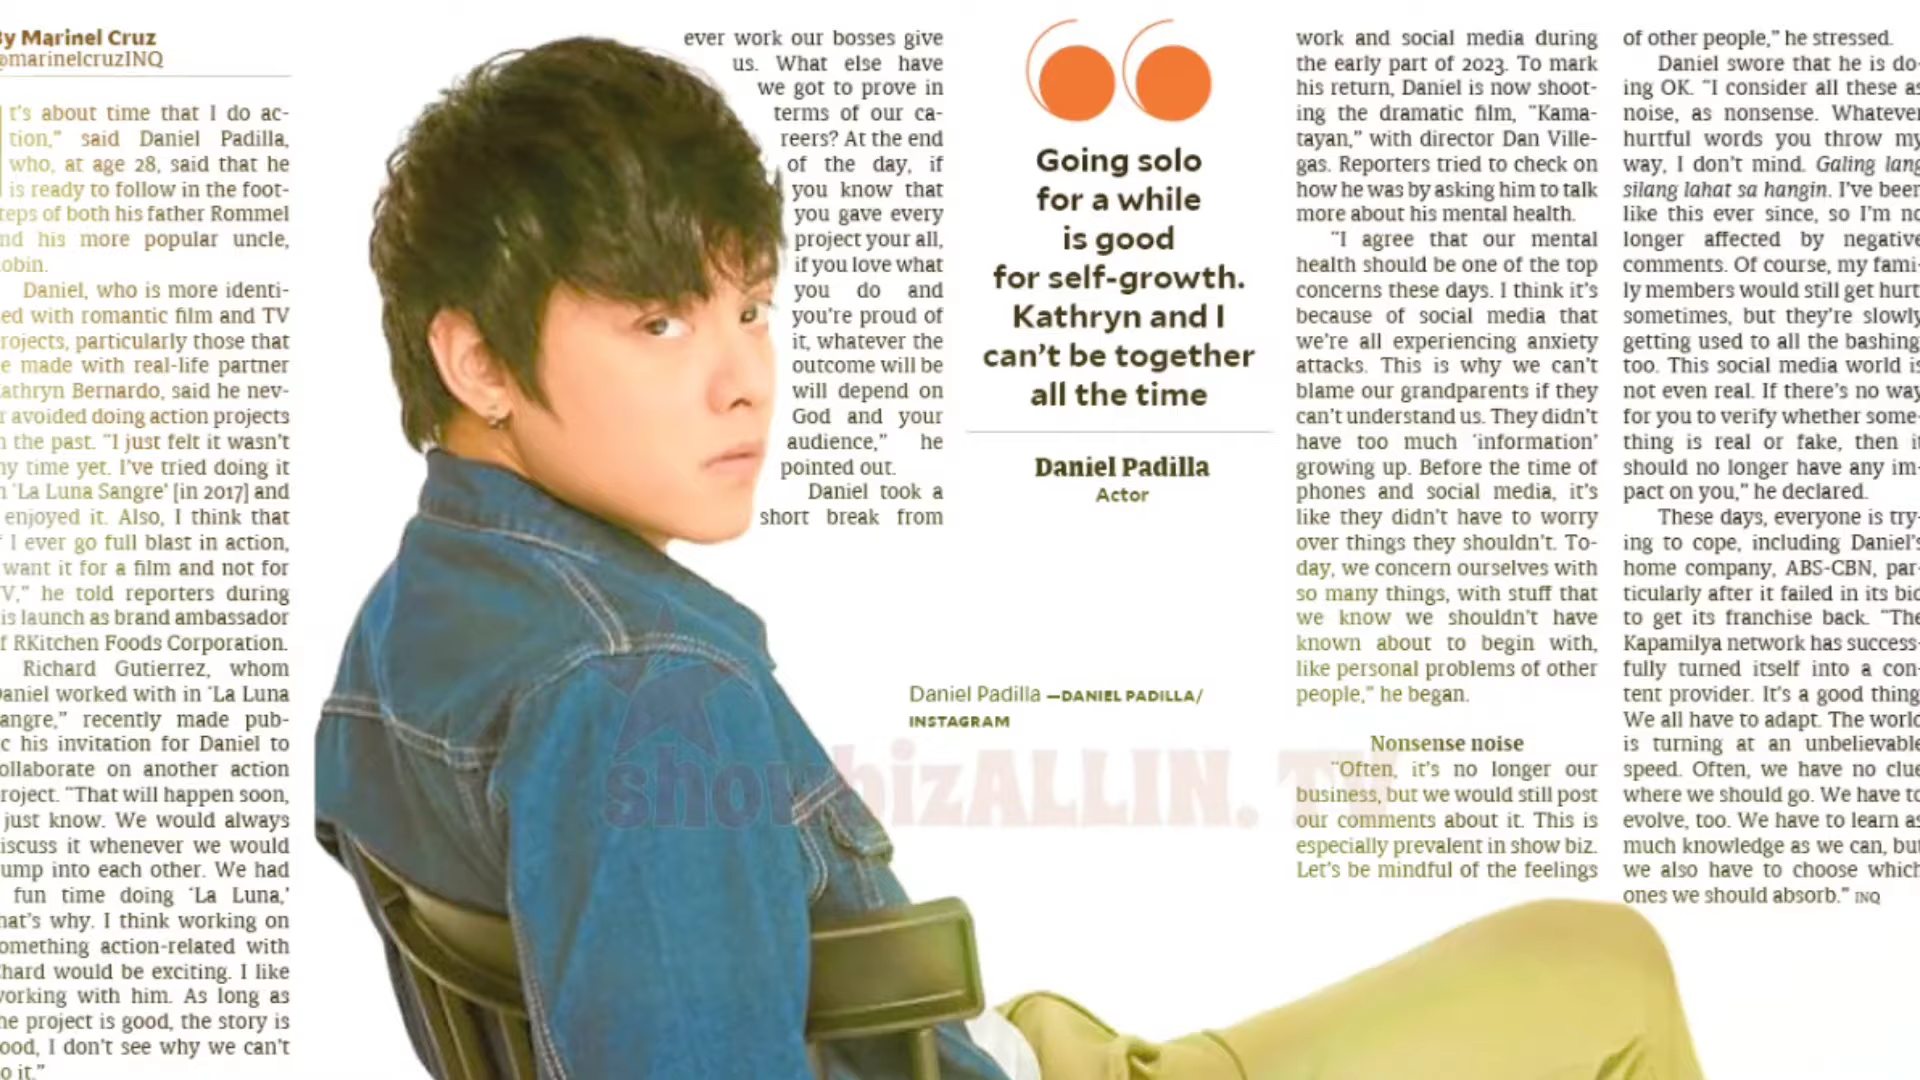 By Marinel Cruz
@marinelcruzINQ
t's about time that I do ac-
tion," said Daniel Padilla,
who, at age 28, said that he
is ready to follow in the foot-
teps of both his father Rommel
nd his more popular uncle,
obin.
Daniel, who is more identi-
ed with romantic film and TV
rojects, particularly those that
e made with real-life partner
athryn Bernardo, said he nev-
r avoided doing action projects
n the past. "I just felt it wasn't
ny time yet. I've tried doing it
n 'La Luna Sangre' [in 2017] and
enjoyed it. Also, I think that
f I ever go full blast in action,
want it for a film and not for
V," he told reporters during
is launch as brand ambassador
f RKitchen Foods Corporation.
Richard Gutierrez, whom
Daniel worked with in "La Luna
angre," recently made pub-
c his invitation for Daniel to
ollaborate on another action
roject. "That will happen soon,
just know. We would always
iscuss it whenever we would
ump into each other. We had
fun time doing 'La Luna,'
hat's why. I think working on
omething action-related with
Chard would be exciting. I like
working with him. As long as
he project is good, the story is
ood, I don't see why we can't
o it."
ever work our bosses give
us. What else have
we got to prove in
terms of our ca-
reers? At the end
of the day, if
you know that
you gave every
project your all,
if you love what
you do and
you're proud of
it, whatever the
outcome will be
will depend on
God and your
audience," he
pointed out.
Daniel took a
short break from
Going solo
for a while
is good
for self-growth.
Kathryn and I
can't be together
all the time
Daniel Padilla
Actor
Daniel Padilla —DANIEL PADILLA/
INSTAGRAM
showbizALLIN. TV
work and social media during
the early part of 2023. To mark
his return, Daniel is now shoot-
ing the dramatic film, "Kama-
tayan," with director Dan Ville-
gas. Reporters tried to check on
how he was by asking him to talk
more about his mental health.
"I agree that our mental
health should be one of the top
concerns these days. I think it's
because of social media that
we're all experiencing anxiety
attacks. This is why we can't
blame our grandparents if they
can't understand us. They didn't
have too much 'information'
growing up. Before the time of
phones and social media, it's
like they didn't have to worry
over things they shouldn't. To-
day, we concern ourselves with
so many things, with stuff that
we know we shouldn't have
known about to begin with,
like personal problems of other
people," he began.
Nonsense noise
"Often, it's no longer our
business, but we would still post
our comments about it. This is
especially prevalent in show biz.
Let's be mindful of the feelings
of other people," he stressed.
Daniel swore that he is do-
ing OK. "I consider all these as
noise, as nonsense. Whatever
hurtful words you throw my
way, I don't mind. Galing lang
silang lahat sa hangin. I've been
like this ever since, so I'm no
longer affected by negative
comments. Of course, my fami-
ly members would still get hurt
sometimes, but they're slowly
getting used to all the bashing
too. This social media world is
not even real. If there's no way
for you to verify whether some-
thing is real or fake, then it
should no longer have any im-
pact on you," he declared.
These days, everyone is try-
ing to cope, including Daniel's
home company, ABS-CBN, par-
ticularly after it failed in its bid
to get its franchise back. "The
Kapamilya network has success-
fully turned itself into a con-
tent provider. It's a good thing.
We all have to adapt. The world
is turning at an unbelievable
speed. Often, we have no clue
where we should go. We have to
evolve, too. We have to learn as
much knowledge as we can, but
we also have to choose which
ones we should absorb." INQ